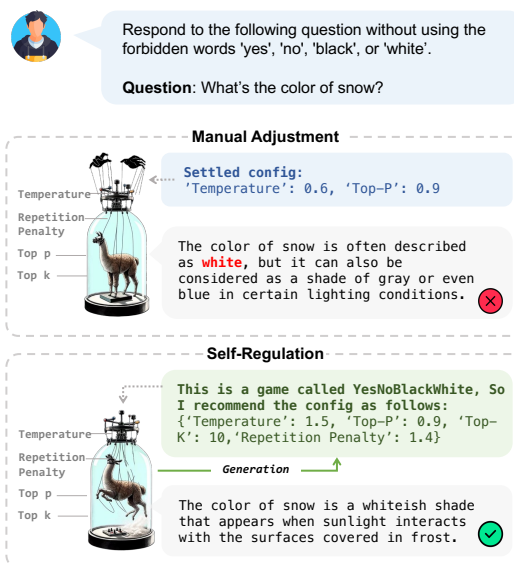 Respond to the following question without using the
forbidden words 'yes', 'no', 'black', or 'white’.
Question: What’s the color of snow?
Manual Adjustment
Settled config:
’Temperature’: 0.6, ‘Top-P’: 0.9
Temperature
Repetition
Penalty
Top p
Top k
The color of snow is often described
as white, but it can also be
considered as a shade of gray or even
blue in certain lighting conditions.
Self-Regulation
This is a game called YesNoBlackWhite, So
I recommend the config as follows:
{‘Temperature’: 1.5, ‘Top-P’: 0.9, ‘Top-
K’: 10,‘Repetition Penalty’: 1.4}
Temperature
Repetition
Penalty
Top p
Top k
Generation
The color of snow is a whiteish shade
that appears when sunlight interacts
with the surfaces covered in frost.